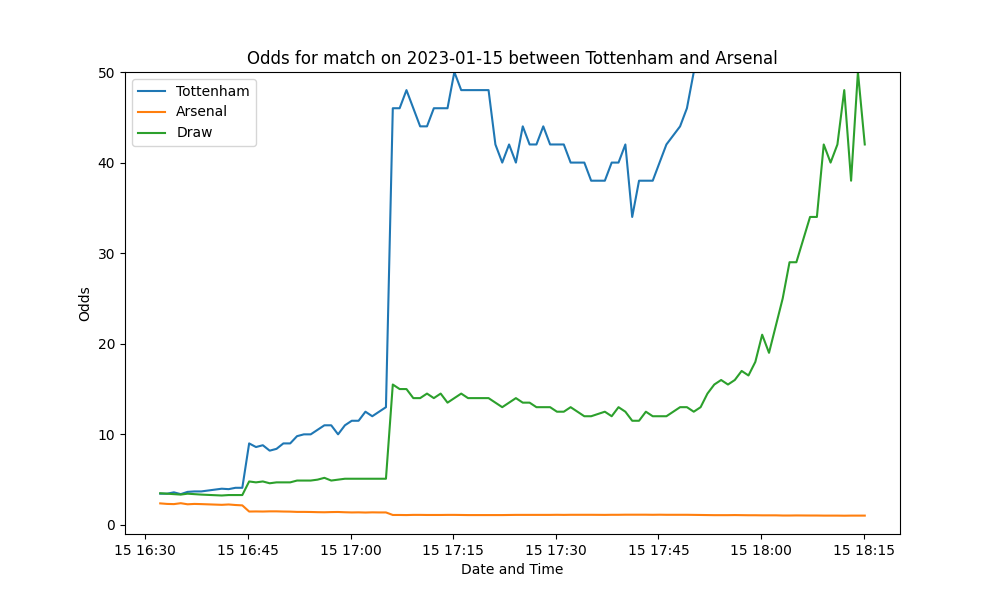 Odds for match on 2023-01-15 between Tottenham and Arsenal
Tottenham
Arsenal
Draw
Odds
50
40
30
20
10
0
15 16:30 15 16:45 15 17:00 15 17:15 15 17:30 15 17:45 15 18:00 15 18:15
Date and Time